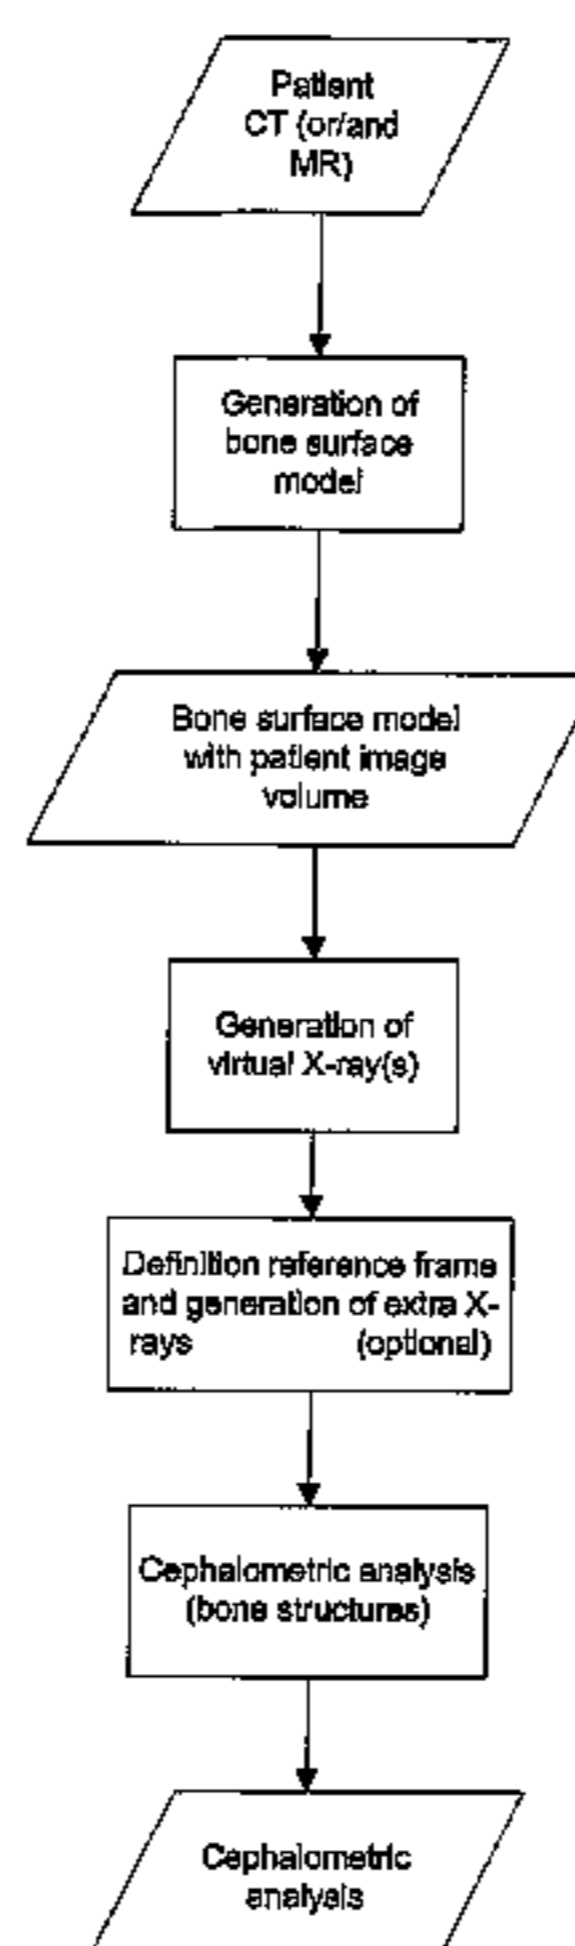 Patient
CT (or/and
MR)
Generation of
bone surface
model
Bone surface model
with patient image
volume
Generation of
virtual X-ray(s)
Definition reference frame
and generation of extra X-
rays (optional)
Cephalometric analysis
(bone structures)
Cephalometric
analysis